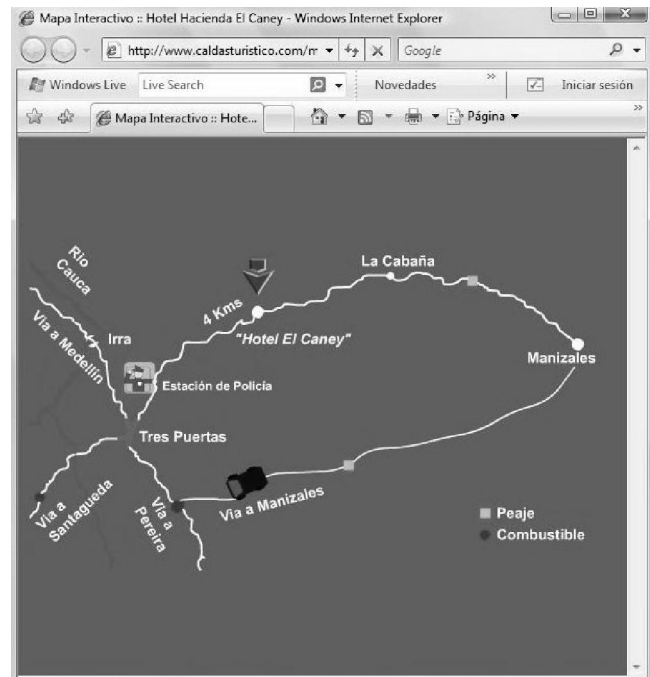 Mapa Interactivo :: Hotel Hacienda El Caney - Windows Internet Explorer
http://www.caldasturistico.com/m
Google
Windows Live
Live Search
Novedades
Iniciar sesión
Mapa Interactivo :: Hote...
Página
Rio
Cauca
La Cabaña
4 Kms
Via a Medellin
Irra
"Hotel El Caney"
Manizales
Estación de Policía
Tres Puertas
Via a
Santagueda
Via a
Pereira
Via a Manizales
Peaje
Combustible